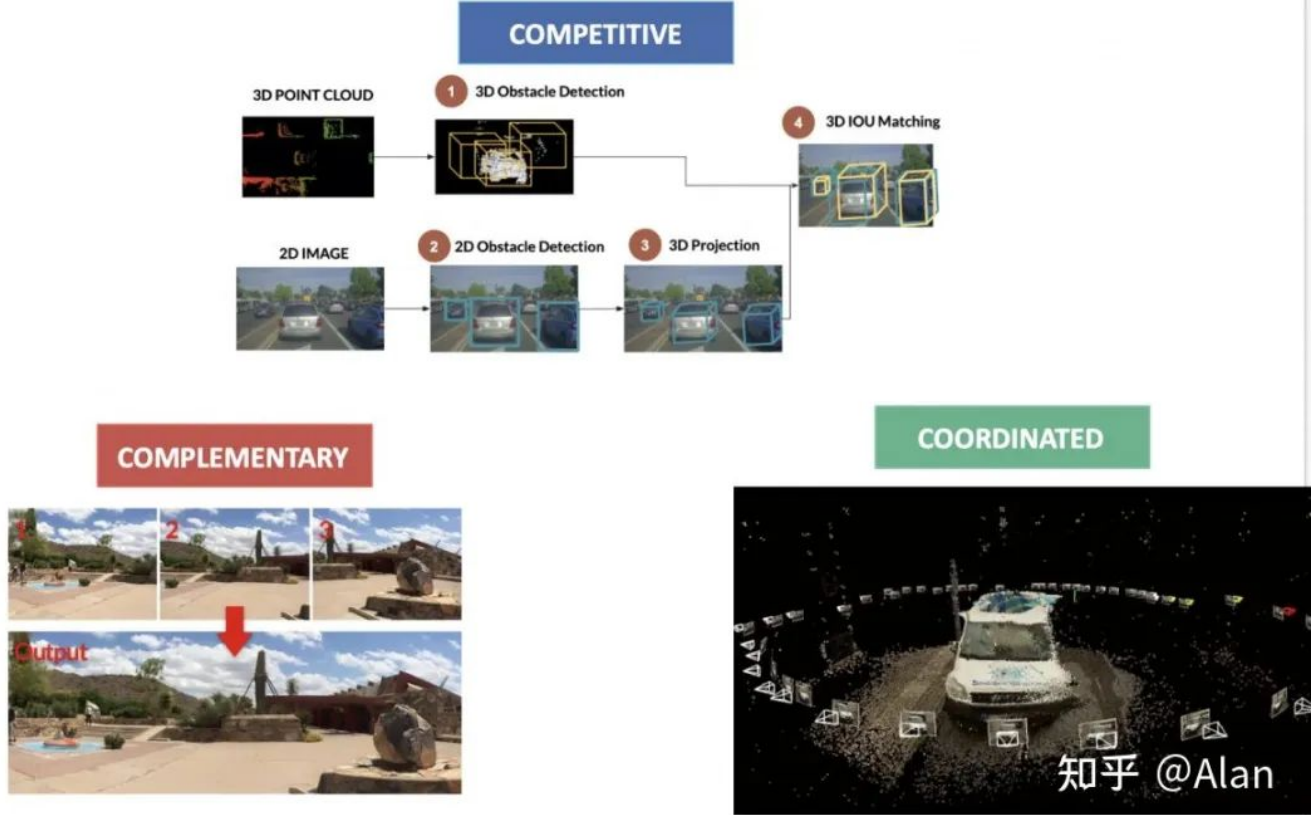 COMPETITIVE
3D POINT CLOUD
1 3D Obstacle Detection
4 3D IOU Matching
2D IMAGE
2 2D Obstacle Detection
3 3D Projection
COMPLEMENTARY
COORDINATED
1 2 3
Output
知乎 @Alan